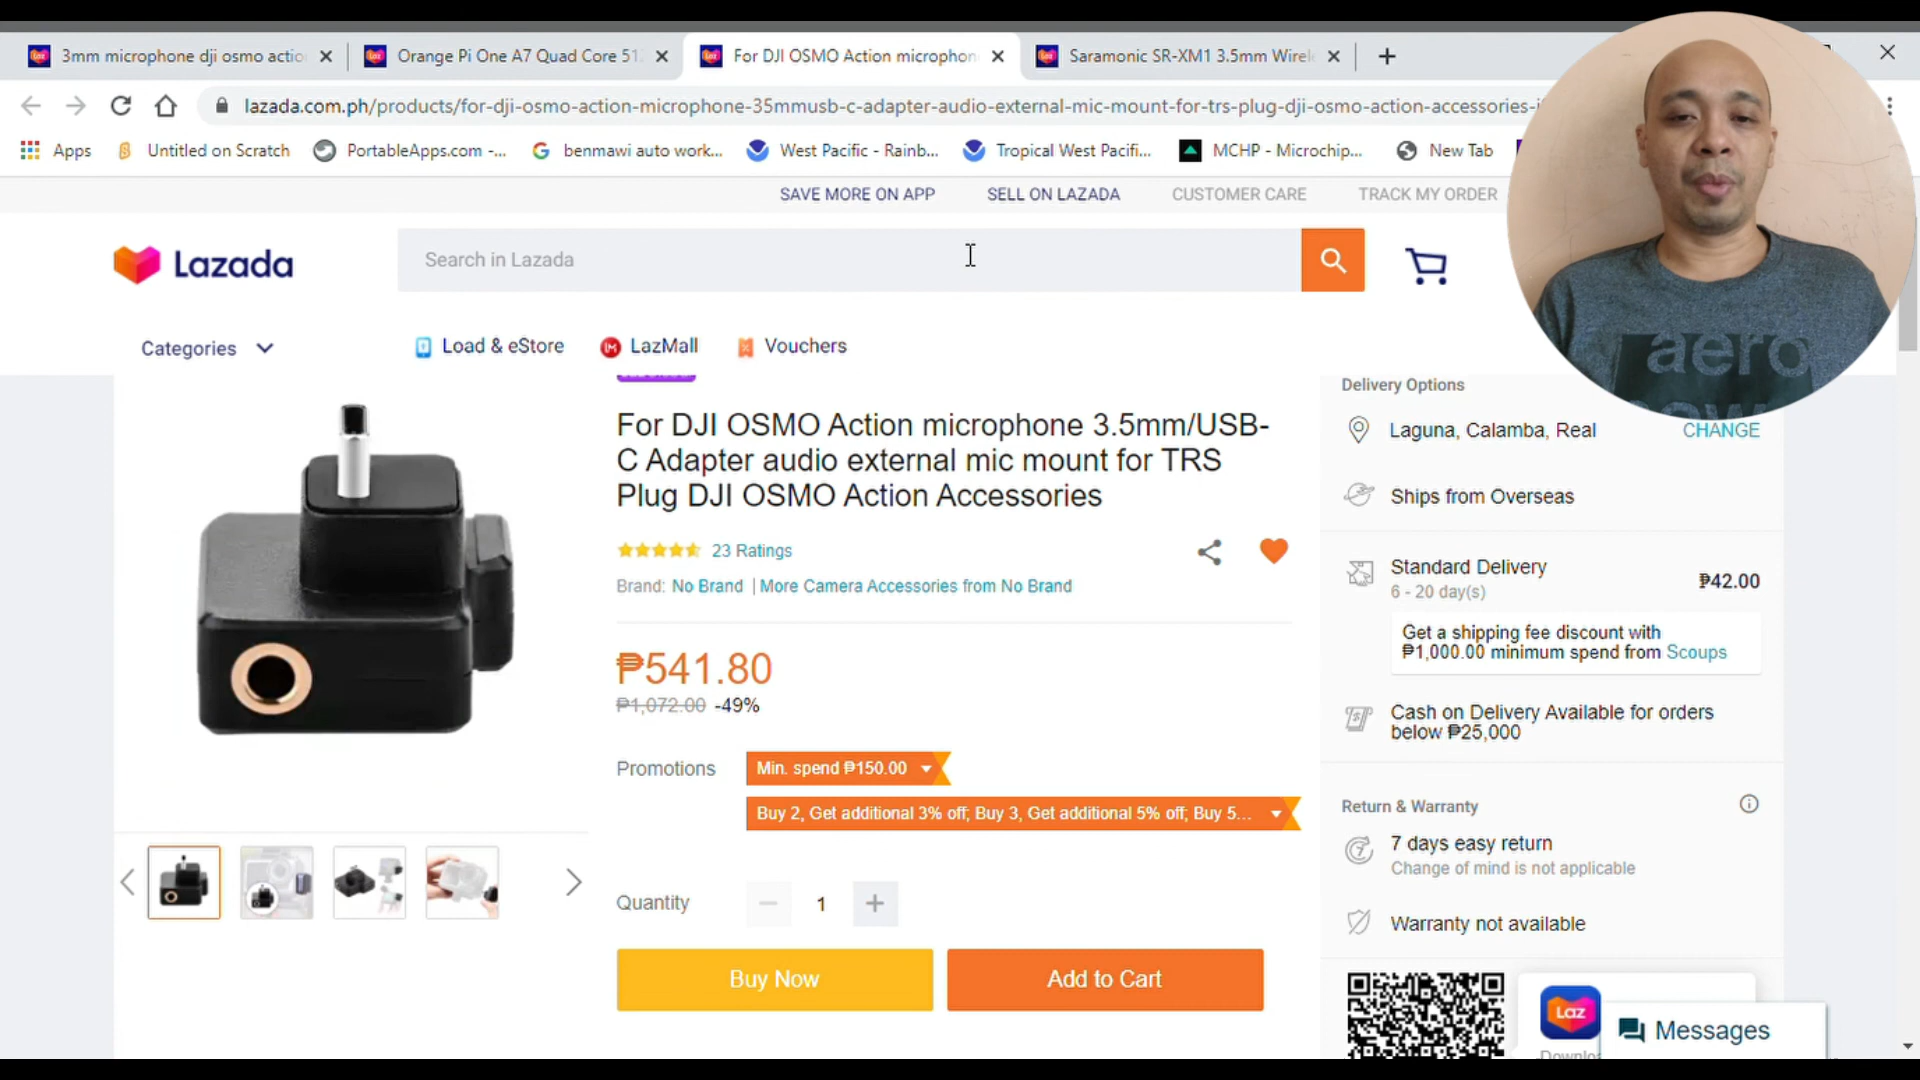 3mm microphone dji osmo actio
Orange Pi One A7 Quad Core 51
For DJI OSMO Action microphon
Saramonic SR-XM1 3.5mm Wirel
lazada.com.ph/products/for-dji-osmo-action-microphone-35mmusb-c-adapter-audio-external-mic-mount-for-trs-plug-dji-osmo-action-accessories-i
Apps
Untitled on Scratch
PortableApps.com -...
benmawi auto work...
West Pacific - Rainb...
Tropical West Pacifi...
MCHP - Microchip...
New Tab
SAVE MORE ON APP
SELL ON LAZADA
CUSTOMER CARE
TRACK MY ORDER
Lazada
Search in Lazada
Categories
Load & eStore
LazMall
Vouchers
aero
For DJI OSMO Action microphone 3.5mm/USB-
C Adapter audio external mic mount for TRS
Plug DJI OSMO Action Accessories
23 Ratings
Brand: No Brand | More Camera Accessories from No Brand
₱541.80
₱1,072.00 -49%
Promotions
Min. spend ₱150.00
Buy 2, Get additional 3% off; Buy 3, Get additional 5% off; Buy 5...
Quantity
1
Buy Now
Add to Cart
Delivery Options
Laguna, Calamba, Real
CHANGE
Ships from Overseas
Standard Delivery
₱42.00
6 - 20 day(s)
Get a shipping fee discount with
₱1,000.00 minimum spend from Scoups
Cash on Delivery Available for orders
below ₱25,000
Return & Warranty
7 days easy return
Change of mind is not applicable
Warranty not available
Laz
Messages